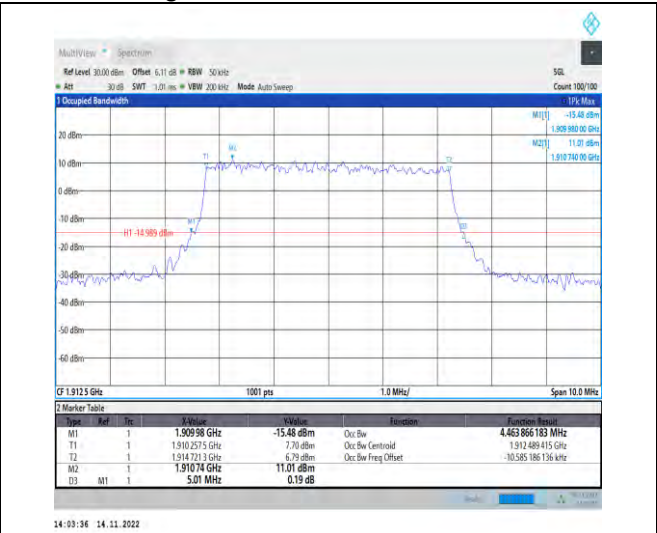 MultiView Spectrum
Ref Level 30.00 dBm Offset 6.11 dB RBW 50 kHz SGL
Att 30 dB SWT 1.01 ms VBW 200 kHz Mode Auto Sweep Count 100/100
1 Occupied Bandwidth 1Pk Max
M1[1] -15.48 dBm
1.909 980 00 GHz
M2[1] 11.01 dBm
1.910 740 00 GHz
20 dBm
M2
T1 T2
10 dBm
0 dBm
-10 dBm
M1 D3
H1 -14.989 dBm
-20 dBm
-30 dBm
-40 dBm
-50 dBm
-60 dBm
CF 1.912 5 GHz 1001 pts 1.0 MHz/ Span 10.0 MHz
2 Marker Table
Type Ref Trc X-Value Y-Value Function Function Result
M1 1 1.909 98 GHz -15.48 dBm Occ Bw 4.463 866 183 MHz
T1 1 1.910 257 5 GHz 7.70 dBm Occ Bw Centroid 1.912 489 415 GHz
T2 1 1.914 721 3 GHz 6.79 dBm Occ Bw Freq Offset -10.585 186 136 kHz
M2 1 1.910 74 GHz 11.01 dBm
D3 M1 1 5.01 MHz 0.19 dB
14:03:36 14.11.2022